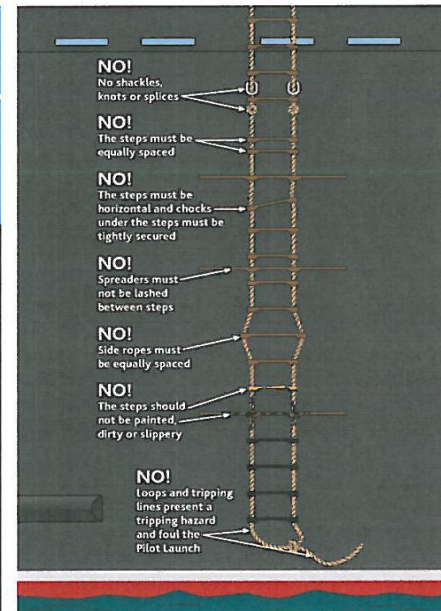 NO!
No shackles,
knots or splices
NO!
The steps must be
equally spaced
NO!
The steps must be
horizontal and chocks
under the steps must be
tightly secured
NO!
Spreaders must
not be lashed
between steps
NO!
Side ropes must
be equally spaced
NO!
The steps should
not be painted,
dirty or slippery
NO!
Loops and tripping
lines present a
tripping hazard
and foul the
Pilot Launch